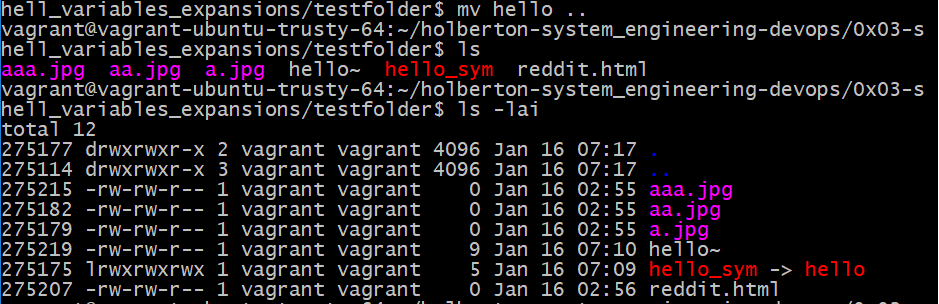 hell_variables_expansions/testfolder$ mv hello ..
vagrant@vagrant-ubuntu-trusty-64:~/holberton-system_engineering-devops/0x03-s
hell_variables_expansions/testfolder$ ls
aaa.jpg  aa.jpg  a.jpg  hello~  hello_sym  reddit.html
vagrant@vagrant-ubuntu-trusty-64:~/holberton-system_engineering-devops/0x03-s
hell_variables_expansions/testfolder$ ls -lai
total 12
275177 drwxrwxr-x 2 vagrant vagrant 4096 Jan 16 07:17 .
275114 drwxrwxr-x 3 vagrant vagrant 4096 Jan 16 07:17 ..
275215 -rw-rw-r-- 1 vagrant vagrant    0 Jan 16 02:55 aaa.jpg
275182 -rw-rw-r-- 1 vagrant vagrant    0 Jan 16 02:55 aa.jpg
275179 -rw-rw-r-- 1 vagrant vagrant    0 Jan 16 02:55 a.jpg
275219 -rw-rw-r-- 1 vagrant vagrant    9 Jan 16 07:10 hello~
275175 lrwxrwxrwx 1 vagrant vagrant    5 Jan 16 07:09 hello_sym -> hello
275207 -rw-rw-r-- 1 vagrant vagrant    0 Jan 16 02:56 reddit.html